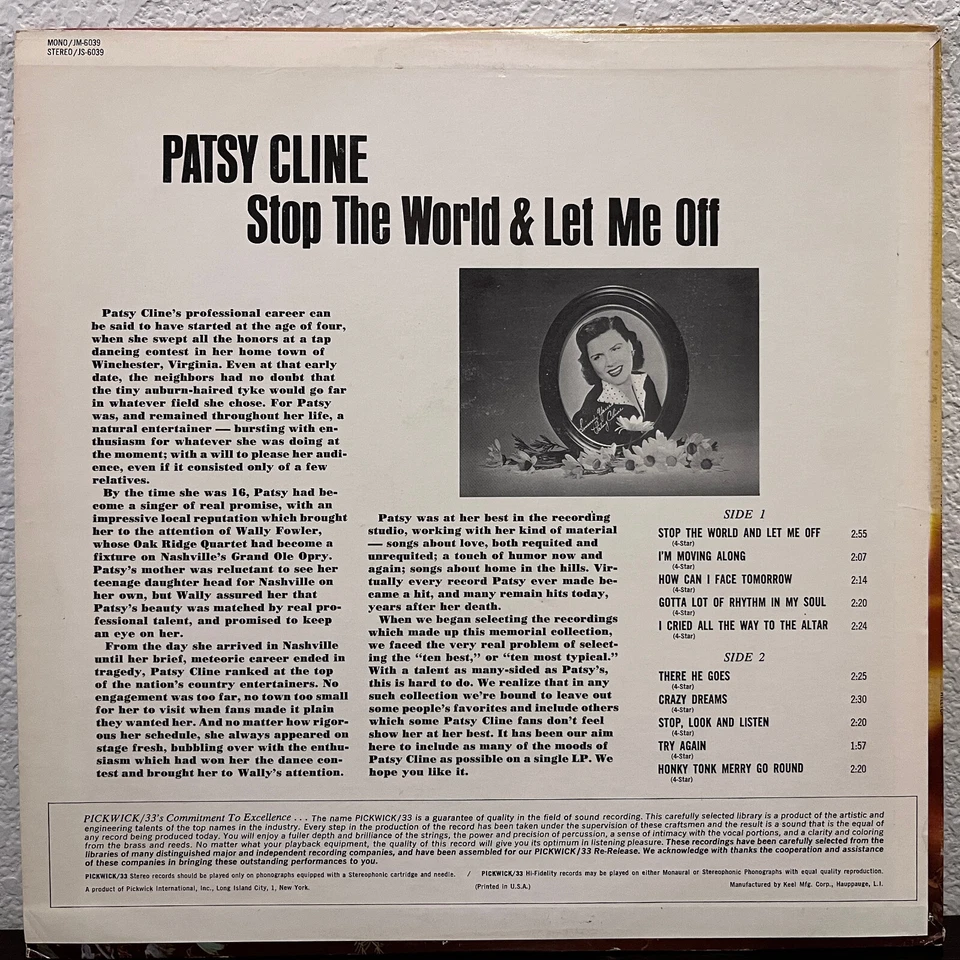 MONO/JM-6039
STEREO/JS-6039
PATSY CLINE
Stop The World & Let Me Off
Patsy Cline's professional career can
be said to have started at the age of four,
when she swept all the honors at a tap
dancing contest in her home town of
Winchester, Virginia. Even at that early
date, the neighbors had no doubt that
the tiny auburn-haired tyke would go far
in whatever field she chose. For Patsy
was, and remained throughout her life, a
natural entertainer — bursting with en-
thusiasm for whatever she was doing at
the moment; with a will to please her audi-
ence, even if it consisted only of a few
relatives.
By the time she was 16, Patsy had be-
come a singer of real promise, with an
impressive local reputation which brought
her to the attention of Wally Fowler,
whose Oak Ridge Quartet had become a
fixture on Nashville's Grand Ole Opry.
Patsy's mother was reluctant to see her
teenage daughter head for Nashville on
her own, but Wally assured her that
Patsy's beauty was matched by real pro-
fessional talent, and promised to keep
an eye on her.
From the day she arrived in Nashville
until her brief, meteoric career ended in
tragedy, Patsy Cline ranked at the top
of the nation's country entertainers. No
engagement was too far, no town too small
for her to visit when fans made it plain
they wanted her. And no matter how rigor-
ous her schedule, she always appeared on
stage fresh, bubbling over with the enthu-
siasm which had won her the dance con-
test and brought her to Wally's attention.
Patsy Cline
Patsy was at her best in the recording
studio, working with her kind of material
— songs about love, both requited and
unrequited; a touch of humor now and
again; songs about home in the hills. Vir-
tually every record Patsy ever made be-
came a hit, and many remain hits today,
years after her death.
When we began selecting the recordings
which made up this memorial collection,
we faced the very real problem of select-
ing the "ten best," or "ten most typical."
With a talent as many-sided as Patsy's,
this is hard to do. We realize that in any
such collection we're bound to leave out
some people's favorites and include others
which some Patsy Cline fans don't feel
show her at her best. It has been our aim
here to include as many of the moods of
Patsy Cline as possible on a single LP. We
hope you like it.
SIDE 1
STOP THE WORLD AND LET ME OFF 2:55
(4-Star)
I'M MOVING ALONG 2:07
(4-Star)
HOW CAN I FACE TOMORROW 2:14
(4-Star)
GOTTA LOT OF RHYTHM IN MY SOUL 2:20
(4-Star)
I CRIED ALL THE WAY TO THE ALTAR 2:24
(4-Star)
SIDE 2
THERE HE GOES 2:25
(4-Star)
CRAZY DREAMS 2:30
(4-Star)
STOP, LOOK AND LISTEN 2:20
(4-Star)
TRY AGAIN 1:57
(4-Star)
HONKY TONK MERRY GO ROUND 2:20
(4-Star)
PICKWICK/33's Commitment To Excellence . . . The name PICKWICK/33 is a guarantee of quality in the field of sound recording. This carefully selected library is a product of the artistic and
engineering talents of the top names in the industry. Every step in the production of the record has been taken under the supervision of these craftsmen and the result is a sound that is the equal of
any record being produced today. You will enjoy a fuller depth and brilliance of the strings, the power and precision of percussion, a sense of intimacy with the vocal portions, and a clarity and coloring
from the brass and reeds. No matter what your playback equipment, the quality of this record will give you its optimum in listening pleasure. These recordings have been carefully selected from the
libraries of many distinguished major and independent recording companies, and have been assembled for our PICKWICK/33 Re-Release. We acknowledge with thanks the cooperation and assistance
of these companies in bringing these outstanding performances to you.
PICKWICK/33 Stereo records should be played only on phonographs equipped with a Stereophonic cartridge and needle. / PICKWICK/33 Hi-Fidelity records may be played on either Monaural or Stereophonic Phonographs with equal quality reproduction.
A product of Pickwick International, Inc., Long Island City, 1, New York. (Printed in U.S.A.) Manufactured by Keel Mfg. Corp., Hauppauge, L.I.